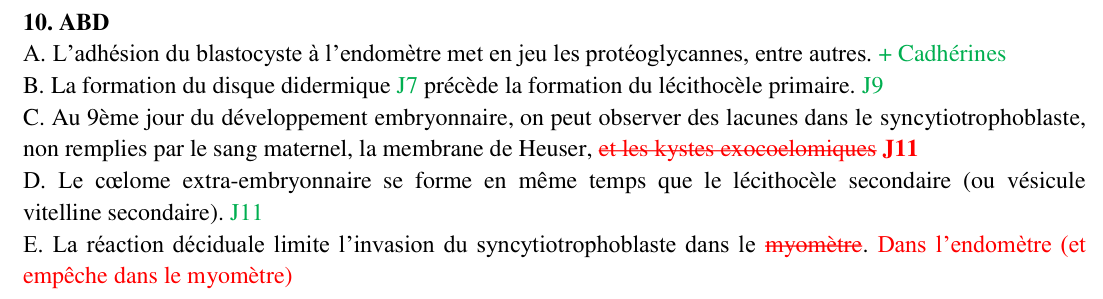 10. ABD
A. L’adhésion du blastocyste à l’endomètre met en jeu les protéoglycannes, entre autres. + Cadhérines
B. La formation du disque didermique J7 précède la formation du lécithocèle primaire. J9
C. Au 9ème jour du développement embryonnaire, on peut observer des lacunes dans le syncytiotrophoblaste,
non remplies par le sang maternel, la membrane de Heuser, et les kystes exocoelomiques J11
D. Le cœlome extra-embryonnaire se forme en même temps que le lécithocèle secondaire (ou vésicule
vitelline secondaire). J11
E. La réaction déciduale limite l’invasion du syncytiotrophoblaste dans le myomètre. Dans l’endomètre (et
empêche dans le myomètre)